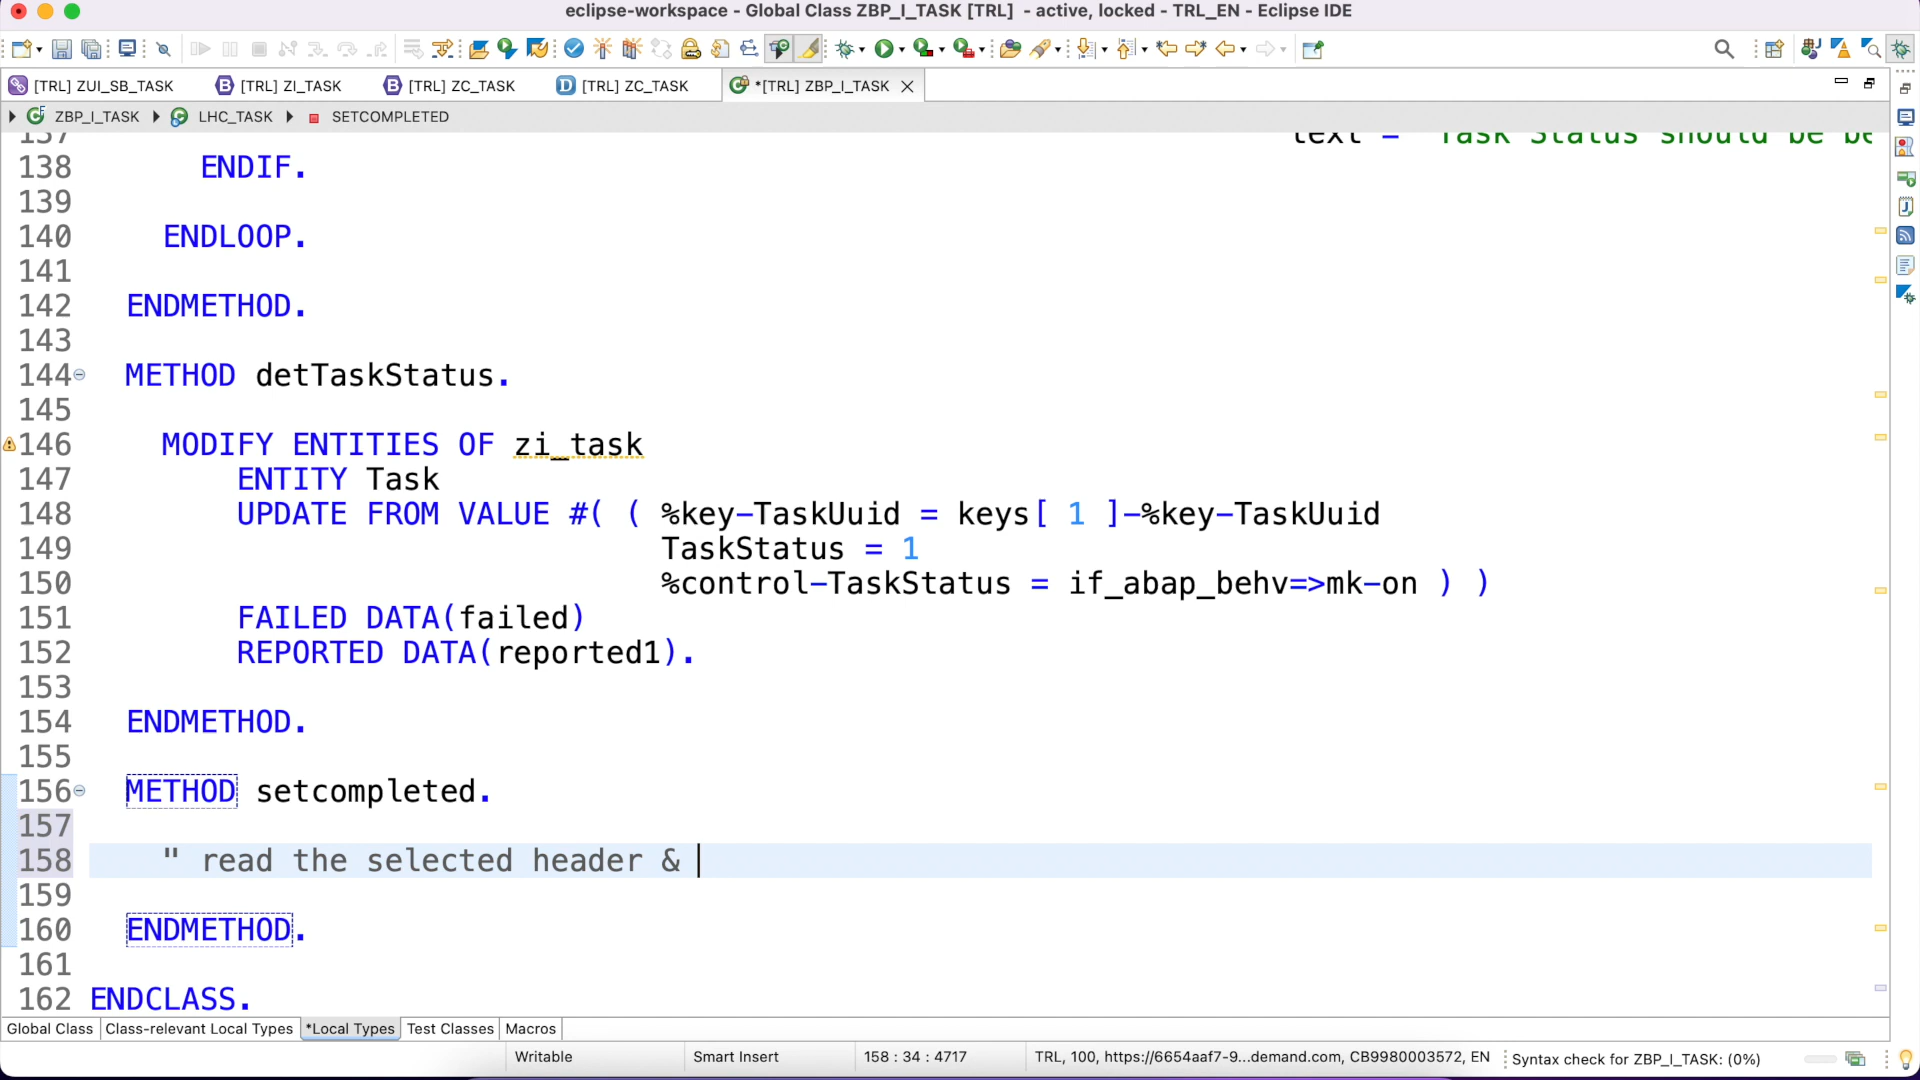 eclipse-workspace - Global Class ZBP_I_TASK [TRL] - active, locked - TRL_EN - Eclipse IDE
[TRL] ZUI_SB_TASK [TRL] ZI_TASK [TRL] ZC_TASK [TRL] ZC_TASK *[TRL] ZBP_I_TASK
ZBP_I_TASK LHC_TASK SETCOMPLETED
137 text = 'Task Status should be
138 ENDIF.
139
140 ENDLOOP.
141
142 ENDMETHOD.
143
144 METHOD detTaskStatus.
145
146 MODIFY ENTITIES OF zi_task
147 ENTITY Task
148 UPDATE FROM VALUE #( ( %key-TaskUuid = keys[ 1 ]-%key-TaskUuid
149 TaskStatus = 1
150 %control-TaskStatus = if_abap_behv=>mk-on ) )
151 FAILED DATA(failed)
152 REPORTED DATA(reported1).
153
154 ENDMETHOD.
155
156 METHOD setcompleted.
157
158 " read the selected header &
159
160 ENDMETHOD.
161
162 ENDCLASS.
Global Class Class-relevant Local Types *Local Types Test Classes Macros
Writable Smart Insert 158 : 34 : 4717 TRL, 100, https://6654aaf7-9...demand.com, CB9980003572, EN Syntax check for ZBP_I_TASK: (0%)